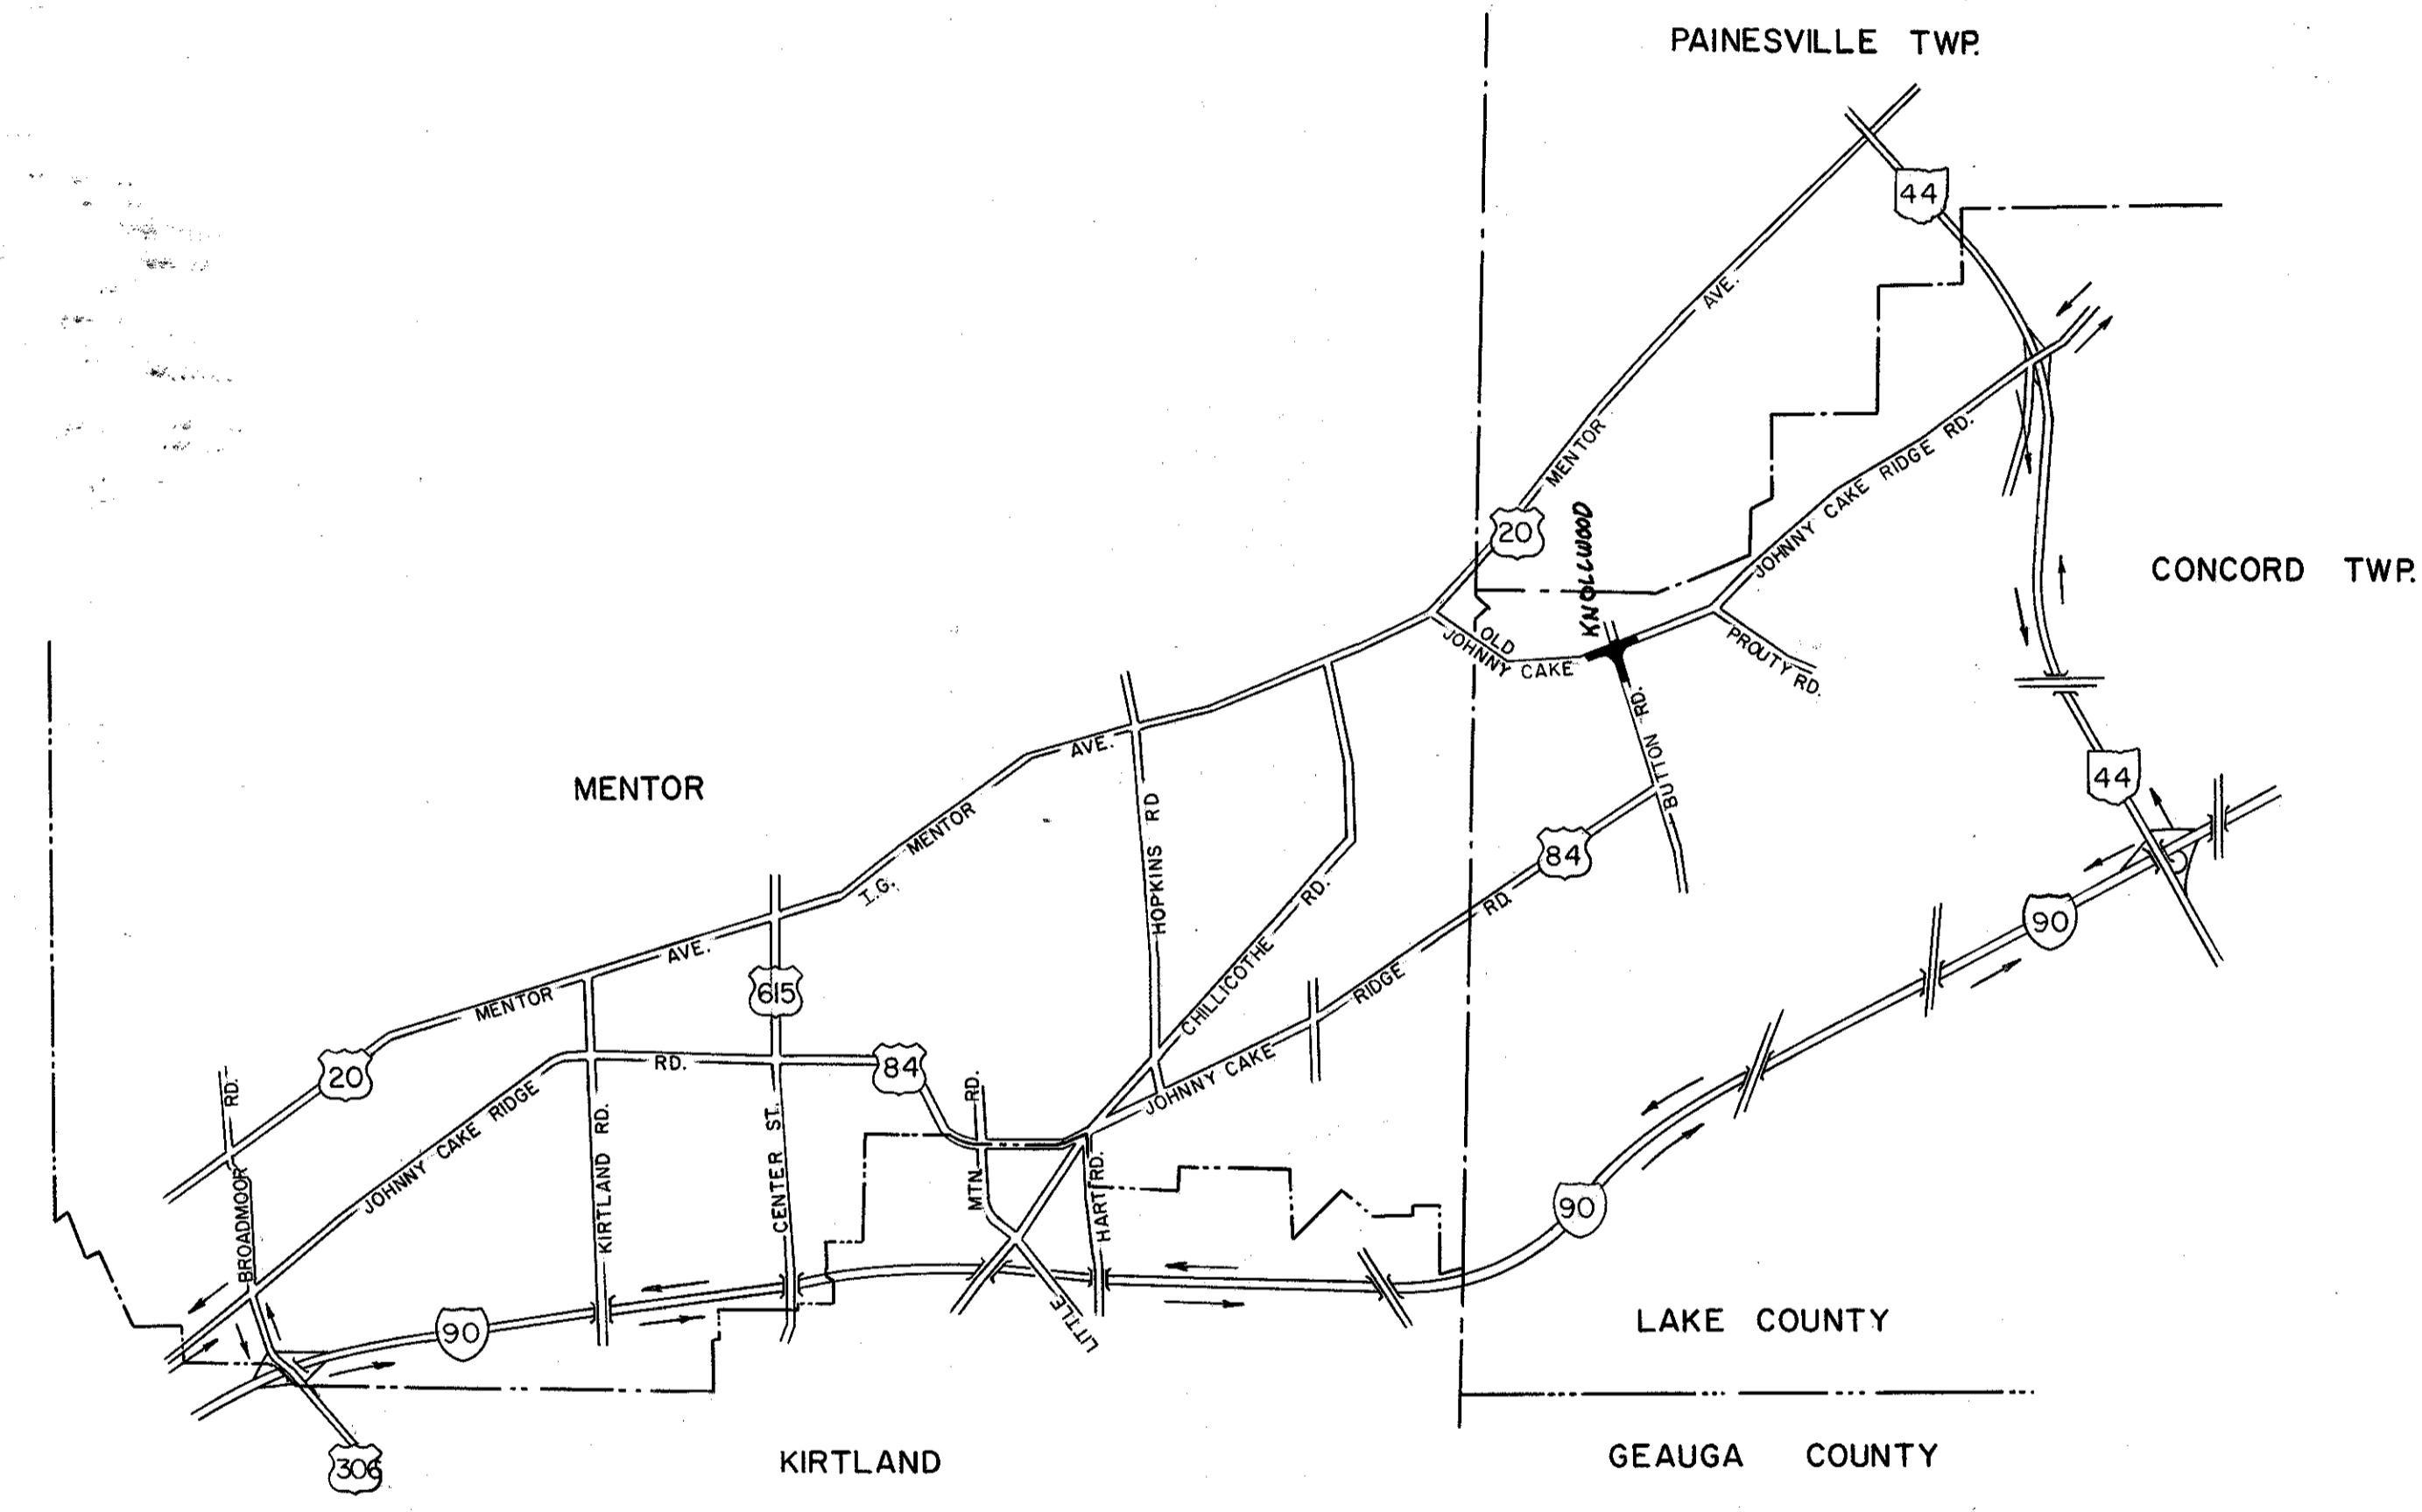 PAINESVILLE TWP.
44
AVE.
MENTOR
20
KNOLLWOOD
JOHNNY CAKE RIDGE RD.
CONCORD TWP.
OLD
JOHNNY CAKE
PROUTY RD.
BUTTON RD.
44
MENTOR
AVE.
MENTOR
I.G.
HOPKINS RD
84
CHILLICOTHE RD.
RD.
RIDGE
JOHNNY CAKE
90
AVE.
MENTOR
615
20
RD.
84
RD.
BROADMOOR
JOHNNY CAKE RIDGE
KIRTLAND RD.
CENTER ST.
RD.
MTN.
HART RD.
LITTLE
90
90
306
LAKE COUNTY
KIRTLAND
GEAUGA COUNTY